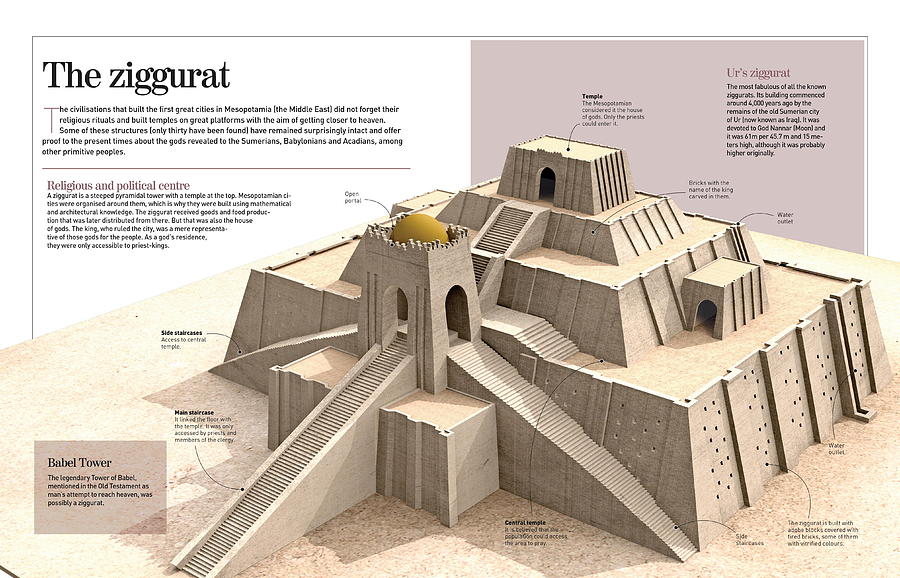 The ziggurat
The civilisations that built the first great cities in Mesopotamia (the Middle East) did not forget their
religious rituals and built temples on great platforms with the aim of getting closer to heaven.
Some of these structures (only thirty have been found) have remained surprisingly intact and offer
proof to the present times about the gods revealed to the Sumerians, Babylonians and Acadians, among
other primitive peoples.
Religious and political centre
A ziggurat is a steeped pyramidal tower with a temple at the top. Mesopotamian ci-
ties were organised around them, which is why they were built using mathematical
and architectural knowledge. The ziggurat received goods and food produc-
tion that was later distributed from there. But that was also the house
of gods. The king, who ruled the city, was a mere representa-
tive of those gods for the people. As a god's residence,
they were only accessible to priest-kings.
Temple
The Mesopotamian
considered it the house
of gods. Only the priests
could enter it.
Ur's ziggurat
The most fabulous of all the known
ziggurats. Its building commenced
around 4,000 years ago by the
remains of the old Sumerian city
of Ur (now known as Iraq). It was
devoted to God Nannar (Moon) and
it was 61m per 45.7 m and 15 me-
ters high, although it was probably
higher originally.
Open
portal
Bricks with the
name of the king
carved in them.
Water
outlet
Side staircases
Access to central
temple.
Main staircase
It linked the floor with
the temple. It was only
accessed by priests and
members of the clergy.
Babel Tower
The legendary Tower of Babel,
mentioned in the Old Testament as
man's attempt to reach heaven, was
possibly a ziggurat.
Central temple
It is believed that the
population could access
the area to pray.
Water
outlet
Side
staircases
The ziggurat is built with
adobe blocks covered with
fired bricks, some of them
with vitrified colours.